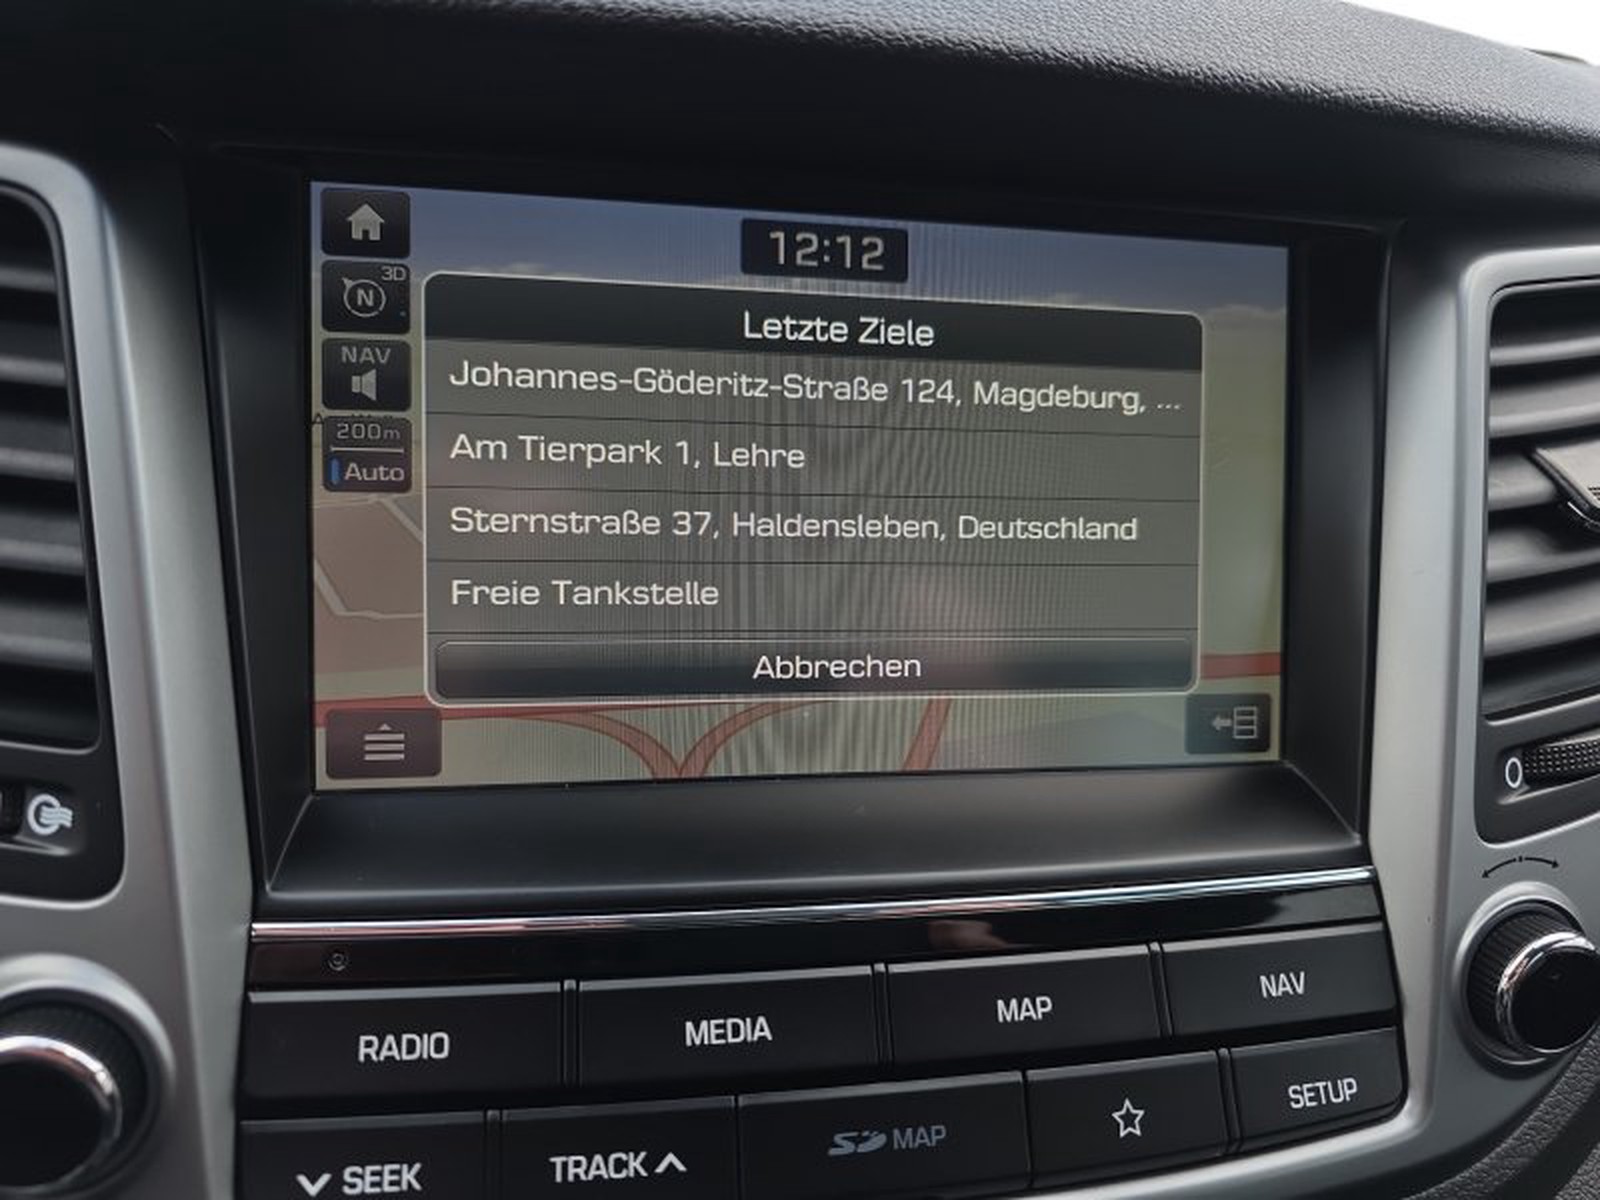 12:12
3D
N
NAV
200m
Auto
Letzte Ziele
Johannes-Göderitz-Straße 124, Magdeburg, ...
Am Tierpark 1, Lehre
Sternstraße 37, Haldensleben, Deutschland
Freie Tankstelle
Abbrechen
RADIO
MEDIA
MAP
NAV
SEEK
TRACK
SD MAP
SETUP